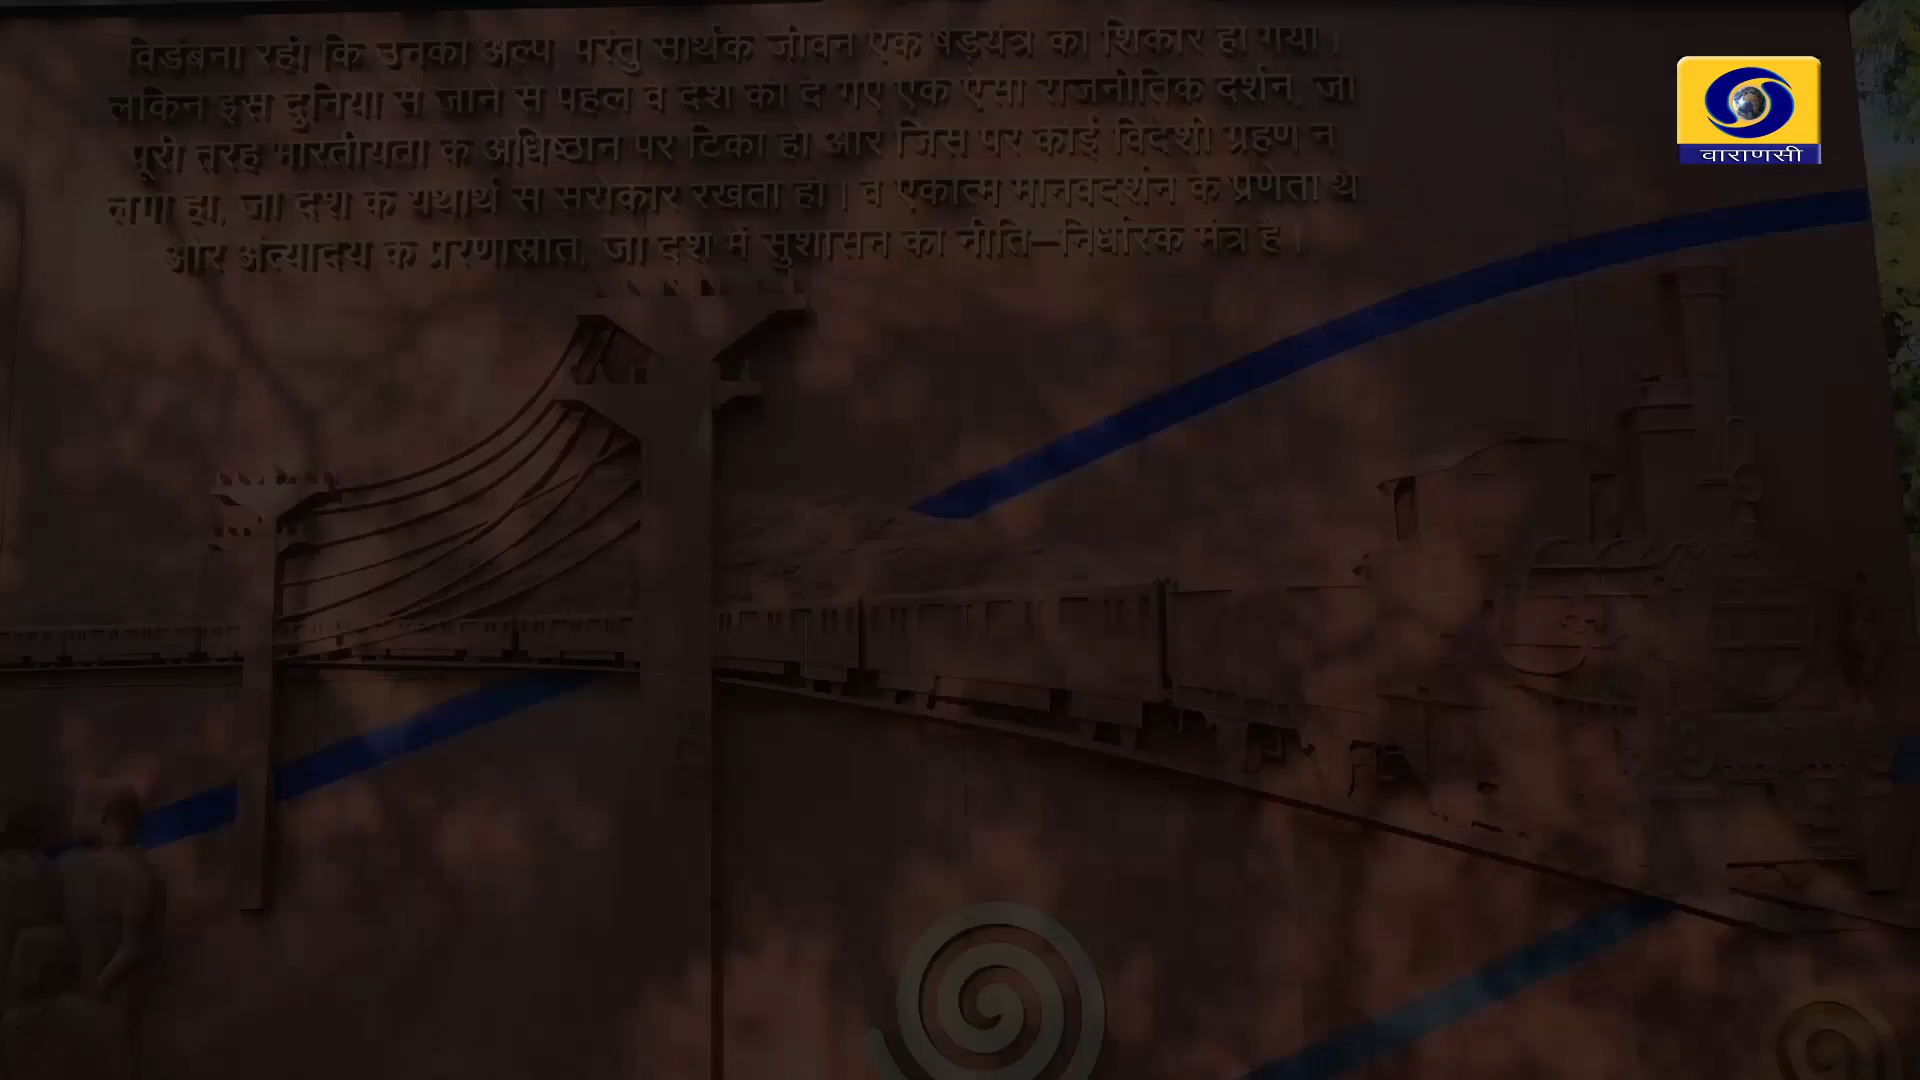 विडंबना रही कि उनका अल्प, परंतु सार्थक जीवन एक षड्यंत्र का शिकार हो गया।
लेकिन इस दुनिया से जाने से पहले वे देश को दे गए एक ऐसा राजनीतिक दर्शन, जो
पूरी तरह भारतीयता के अधिष्ठान पर टिका हो और जिस पर कोई विदेशी ग्रहण न
लगा हो, जो देश के यथार्थ से सरोकार रखता हो। वे एकात्म मानवदर्शन के प्रणेता थे
और अंत्योदय के प्रेरणास्रोत, जो देश में सुशासन का नीति–निर्धारक मंत्र है।
वाराणसी